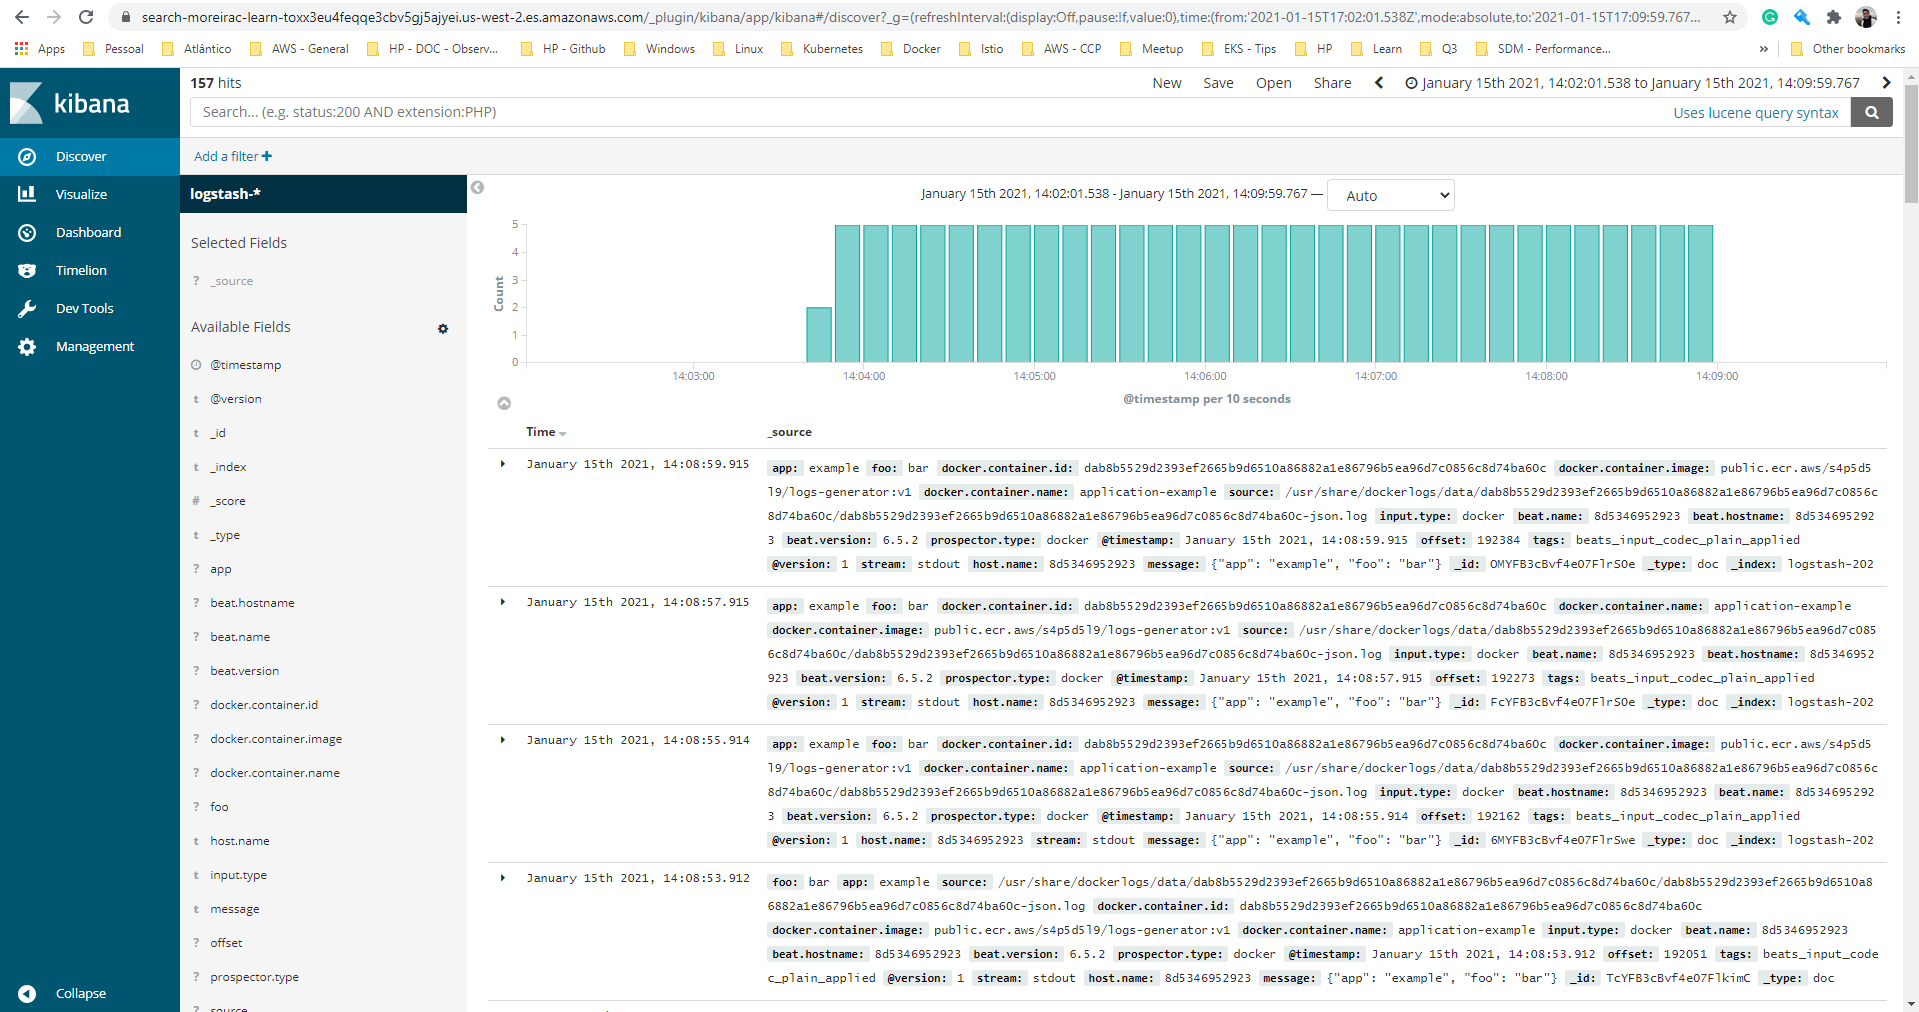 search-moreirac-learn-toxx3eu4feqqe3cbv5gj5ajyei.us-west-2.es.amazonaws.com/_plugin/kibana/app/kibana#/discover?_g=(refreshInterval:(display:Off,pause:!f,value:0),time:(from:'2021-01-15T17:02:01.538Z',mode:absolute,to:'2021-01-15T17:09:59.767...
Apps Pessoal Atlântico AWS - General HP - DOC - Observ... HP - Github Windows Linux Kubernetes Docker Istio AWS - CCP Meetup EKS - Tips HP Learn Q3 SDM - Performance... » Other bookmarks
kibana
Discover
Visualize
Dashboard
Timelion
Dev Tools
Management
Collapse
157 hits
New Save Open Share January 15th 2021, 14:02:01.538 to January 15th 2021, 14:09:59.767
Search... (e.g. status:200 AND extension:PHP) Uses lucene query syntax
Add a filter +
logstash-*
Selected Fields
? _source
Available Fields
@timestamp
t @version
t _id
t _index
# _score
t _type
? app
? beat.hostname
? beat.name
? beat.version
? docker.container.id
? docker.container.image
? docker.container.name
? foo
t host.name
t input.type
t message
? offset
? prospector.type
source
January 15th 2021, 14:02:01.538 - January 15th 2021, 14:09:59.767 — Auto
Count
5
4
3
2
1
0
14:03:00 14:04:00 14:05:00 14:06:00 14:07:00 14:08:00 14:09:00
@timestamp per 10 seconds
Time _source
January 15th 2021, 14:08:59.915
app: example foo: bar docker.container.id: dab8b5529d2393ef2665b9d6510a86882a1e86796b5ea96d7c0856c8d74ba60c docker.container.image: public.ecr.aws/s4p5d5
l9/logs-generator:v1 docker.container.name: application-example source: /usr/share/dockerlogs/data/dab8b5529d2393ef2665b9d6510a86882a1e86796b5ea96d7c0856c
8d74ba60c/dab8b5529d2393ef2665b9d6510a86882a1e86796b5ea96d7c0856c8d74ba60c-json.log input.type: docker beat.name: 8d5346952923 beat.hostname: 8d534695292
3 beat.version: 6.5.2 prospector.type: docker @timestamp: January 15th 2021, 14:08:59.915 offset: 192384 tags: beats_input_codec_plain_applied
@version: 1 stream: stdout host.name: 8d5346952923 message: {"app": "example", "foo": "bar"} _id: OMYFB3cBvf4e07FlrSOe _type: doc _index: logstash-202
January 15th 2021, 14:08:57.915
app: example foo: bar docker.container.id: dab8b5529d2393ef2665b9d6510a86882a1e86796b5ea96d7c0856c8d74ba60c docker.container.name: application-example
docker.container.image: public.ecr.aws/s4p5d5l9/logs-generator:v1 source: /usr/share/dockerlogs/data/dab8b5529d2393ef2665b9d6510a86882a1e86796b5ea96d7c085
6c8d74ba60c/dab8b5529d2393ef2665b9d6510a86882a1e86796b5ea96d7c0856c8d74ba60c-json.log input.type: docker beat.name: 8d5346952923 beat.hostname: 8d5346952
923 beat.version: 6.5.2 prospector.type: docker @timestamp: January 15th 2021, 14:08:57.915 offset: 192273 tags: beats_input_codec_plain_applied
@version: 1 stream: stdout host.name: 8d5346952923 message: {"app": "example", "foo": "bar"} _id: FcYFB3cBvf4e07FlrSOe _type: doc _index: logstash-202
January 15th 2021, 14:08:55.914
app: example foo: bar docker.container.id: dab8b5529d2393ef2665b9d6510a86882a1e86796b5ea96d7c0856c8d74ba60c docker.container.image: public.ecr.aws/s4p5d5
l9/logs-generator:v1 docker.container.name: application-example source: /usr/share/dockerlogs/data/dab8b5529d2393ef2665b9d6510a86882a1e86796b5ea96d7c0856c
8d74ba60c/dab8b5529d2393ef2665b9d6510a86882a1e86796b5ea96d7c0856c8d74ba60c-json.log input.type: docker beat.hostname: 8d5346952923 beat.name: 8d534695292
3 beat.version: 6.5.2 prospector.type: docker @timestamp: January 15th 2021, 14:08:55.914 offset: 192162 tags: beats_input_codec_plain_applied
@version: 1 host.name: 8d5346952923 stream: stdout message: {"app": "example", "foo": "bar"} _id: 6MYFB3cBvf4e07FlrSwe _type: doc _index: logstash-202
January 15th 2021, 14:08:53.912
foo: bar app: example source: /usr/share/dockerlogs/data/dab8b5529d2393ef2665b9d6510a86882a1e86796b5ea96d7c0856c8d74ba60c/dab8b5529d2393ef2665b9d6510a8
6882a1e86796b5ea96d7c0856c8d74ba60c-json.log docker.container.id: dab8b5529d2393ef2665b9d6510a86882a1e86796b5ea96d7c0856c8d74ba60c
docker.container.image: public.ecr.aws/s4p5d5l9/logs-generator:v1 docker.container.name: application-example input.type: docker beat.name: 8d5346952923
beat.hostname: 8d5346952923 beat.version: 6.5.2 prospector.type: docker @timestamp: January 15th 2021, 14:08:53.912 offset: 192051 tags: beats_input_code
c_plain_applied @version: 1 stream: stdout host.name: 8d5346952923 message: {"app": "example", "foo": "bar"} _id: TcYFB3cBvf4e07FlkimC _type: doc